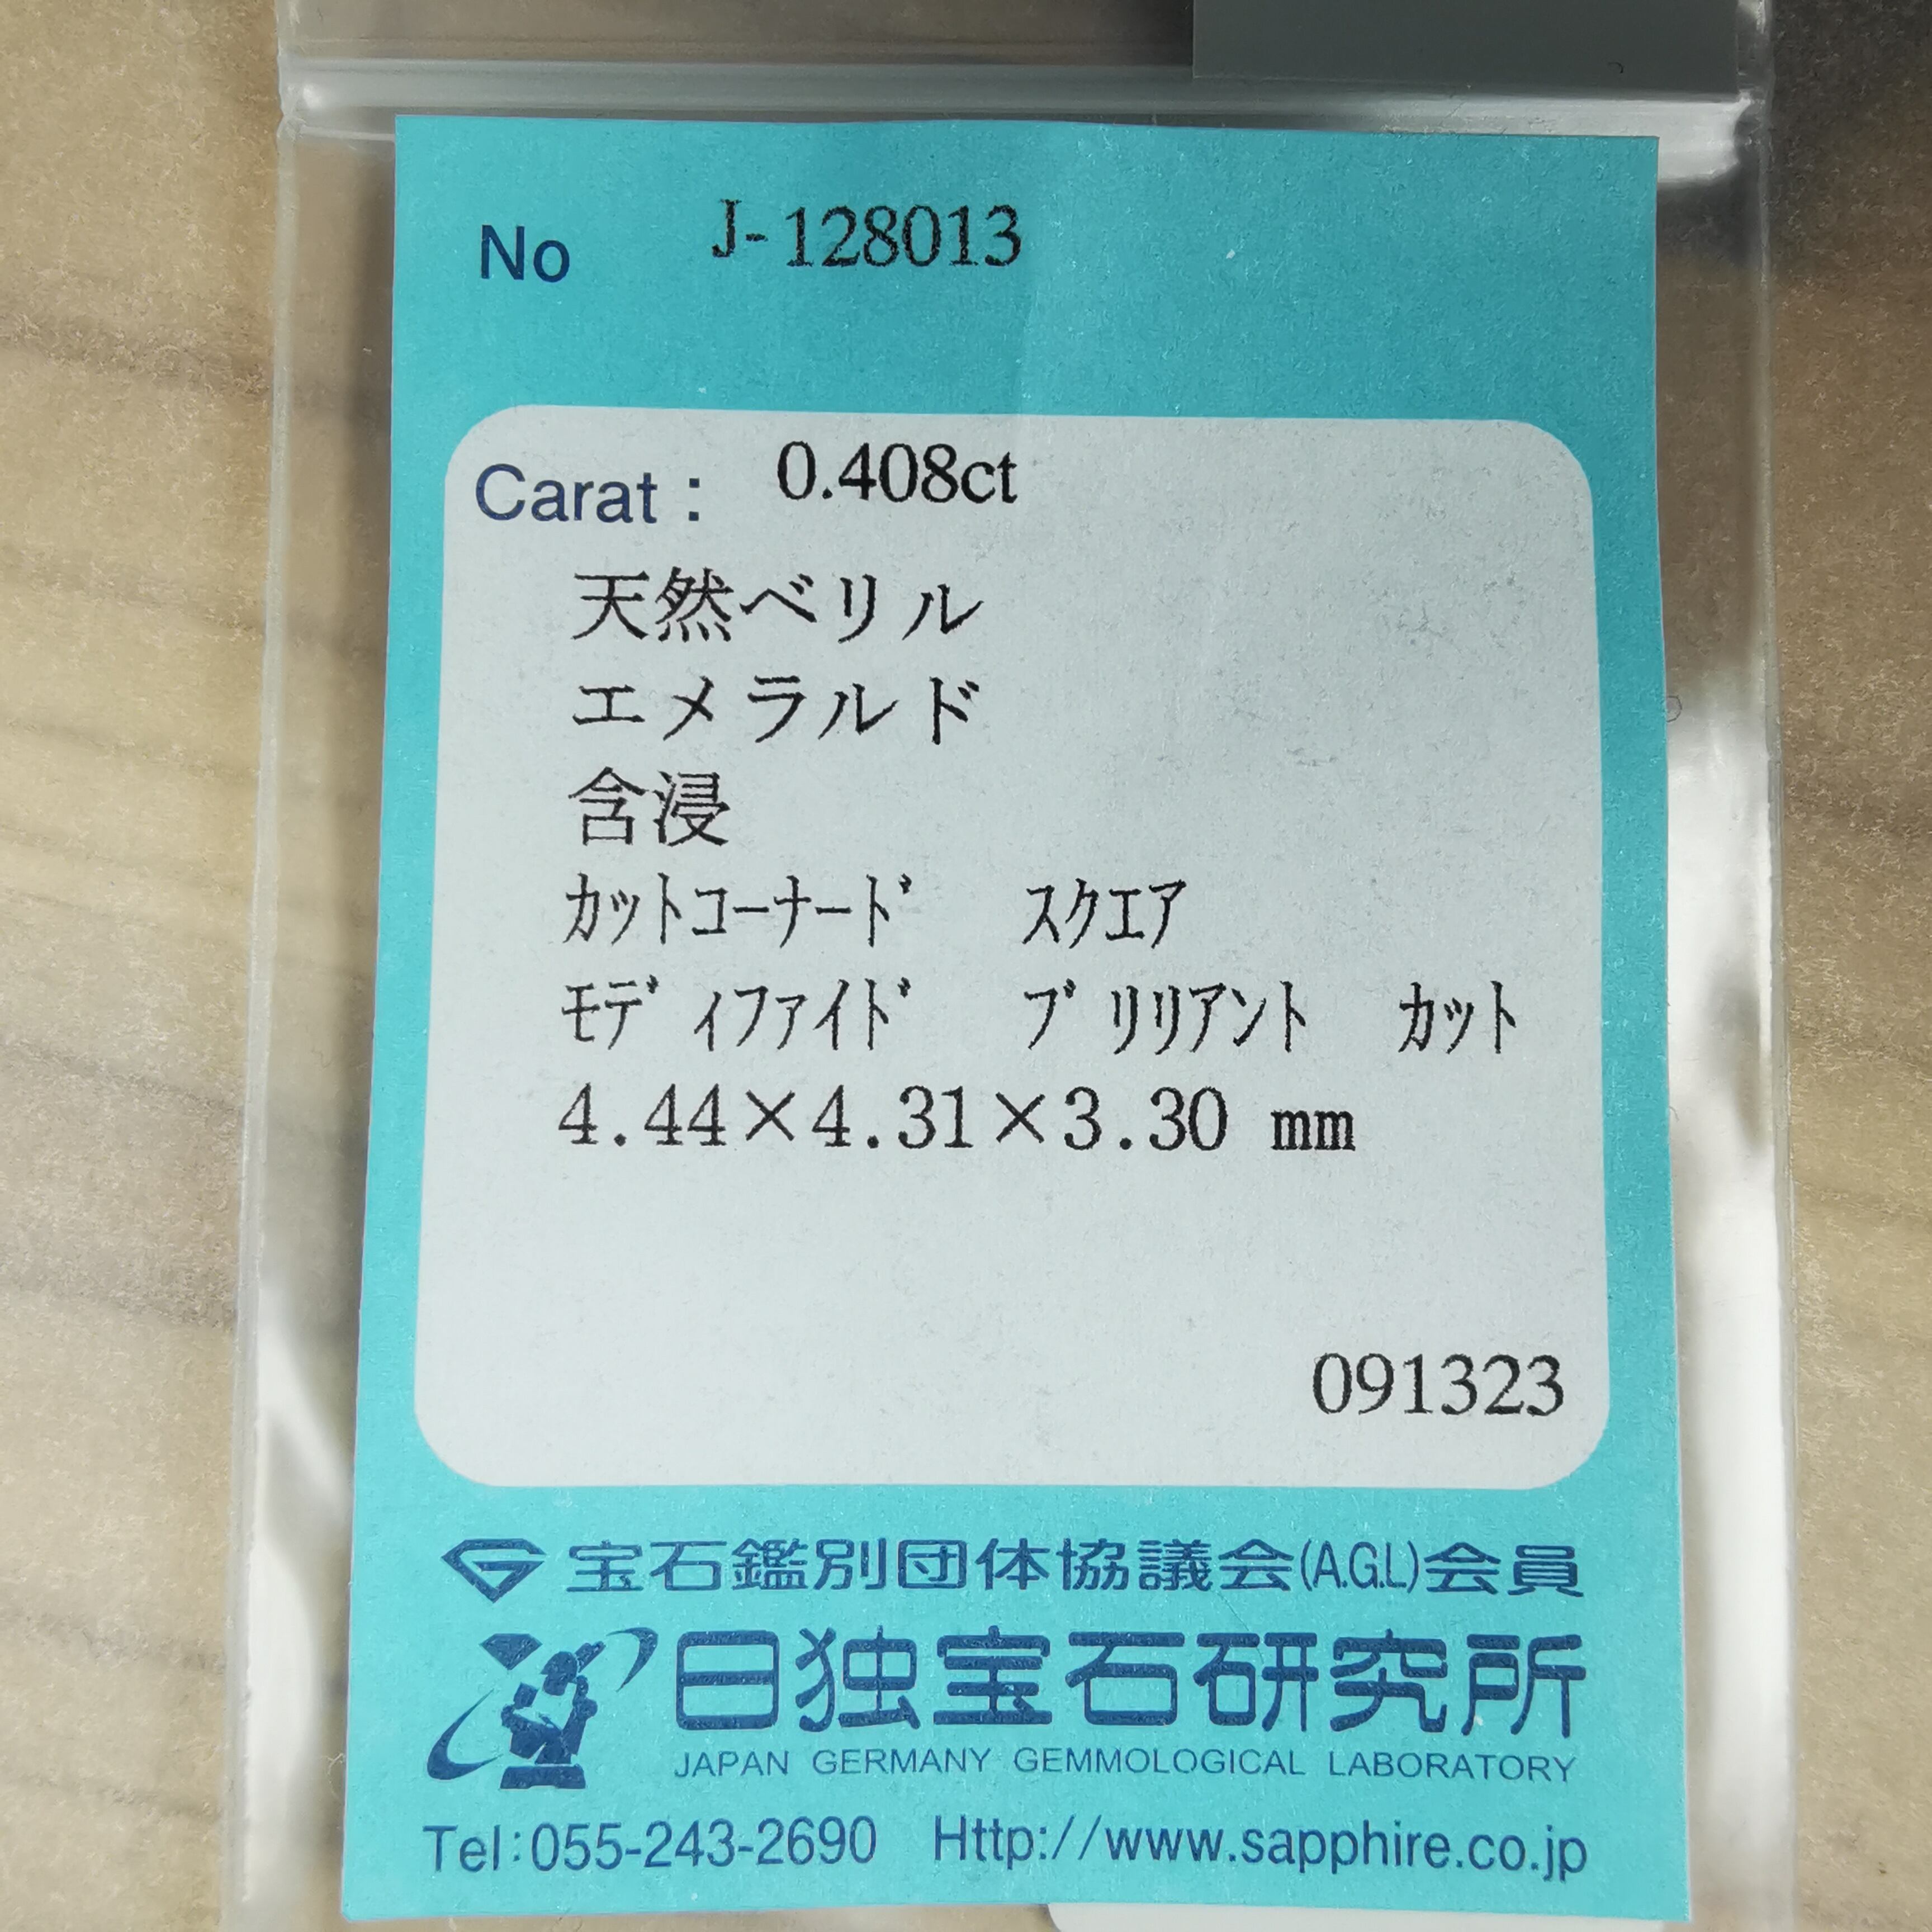 No J-128013
Carat : 0.408ct
天然ベリル
エメラルド
含浸
ｶｯﾄｺｰﾅｰﾄﾞ ｽｸｴｱ
ﾓﾃﾞｨﾌｧｲﾄﾞ ﾌﾞﾘﾘｱﾝﾄ ｶｯﾄ
4.44×4.31×3.30 mm
091323
宝石鑑別団体協議会(A.G.L)会員
日独宝石研究所
JAPAN GERMANY GEMMOLOGICAL LABORATORY
Tel:055-243-2690 Http://www.sapphire.co.jp